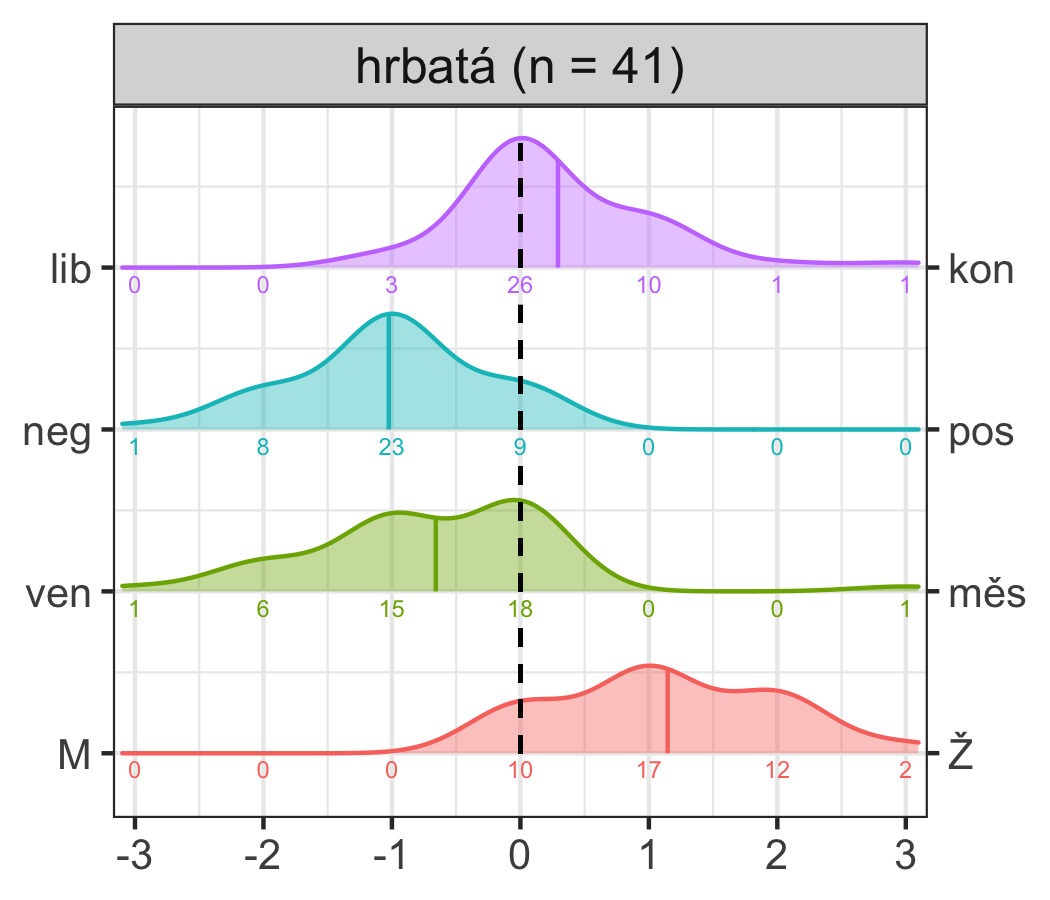 hrbatá (n = 41)
lib kon
0 0 3 26 10 1 1
neg pos
1 8 23 9 0 0 0
ven měs
1 6 15 18 0 0 1
M Ž
0 0 0 10 17 12 2
-3 -2 -1 0 1 2 3